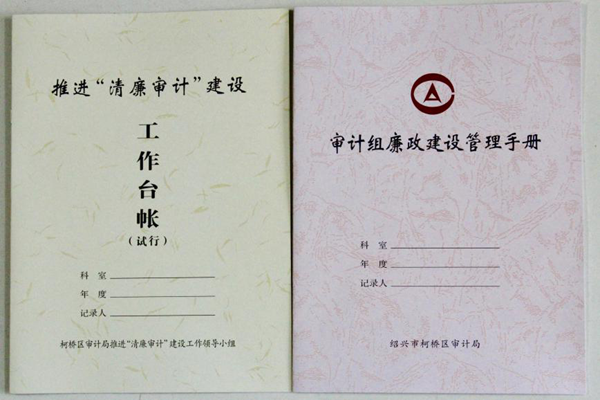 推进“清廉审计”建设
工
作
台
帐
（试行）
科 室
年 度
记录人
柯桥区审计局推进“清廉审计”建设工作领导小组
审计组廉政建设管理手册
科 室
年 度
记录人
绍兴市柯桥区审计局